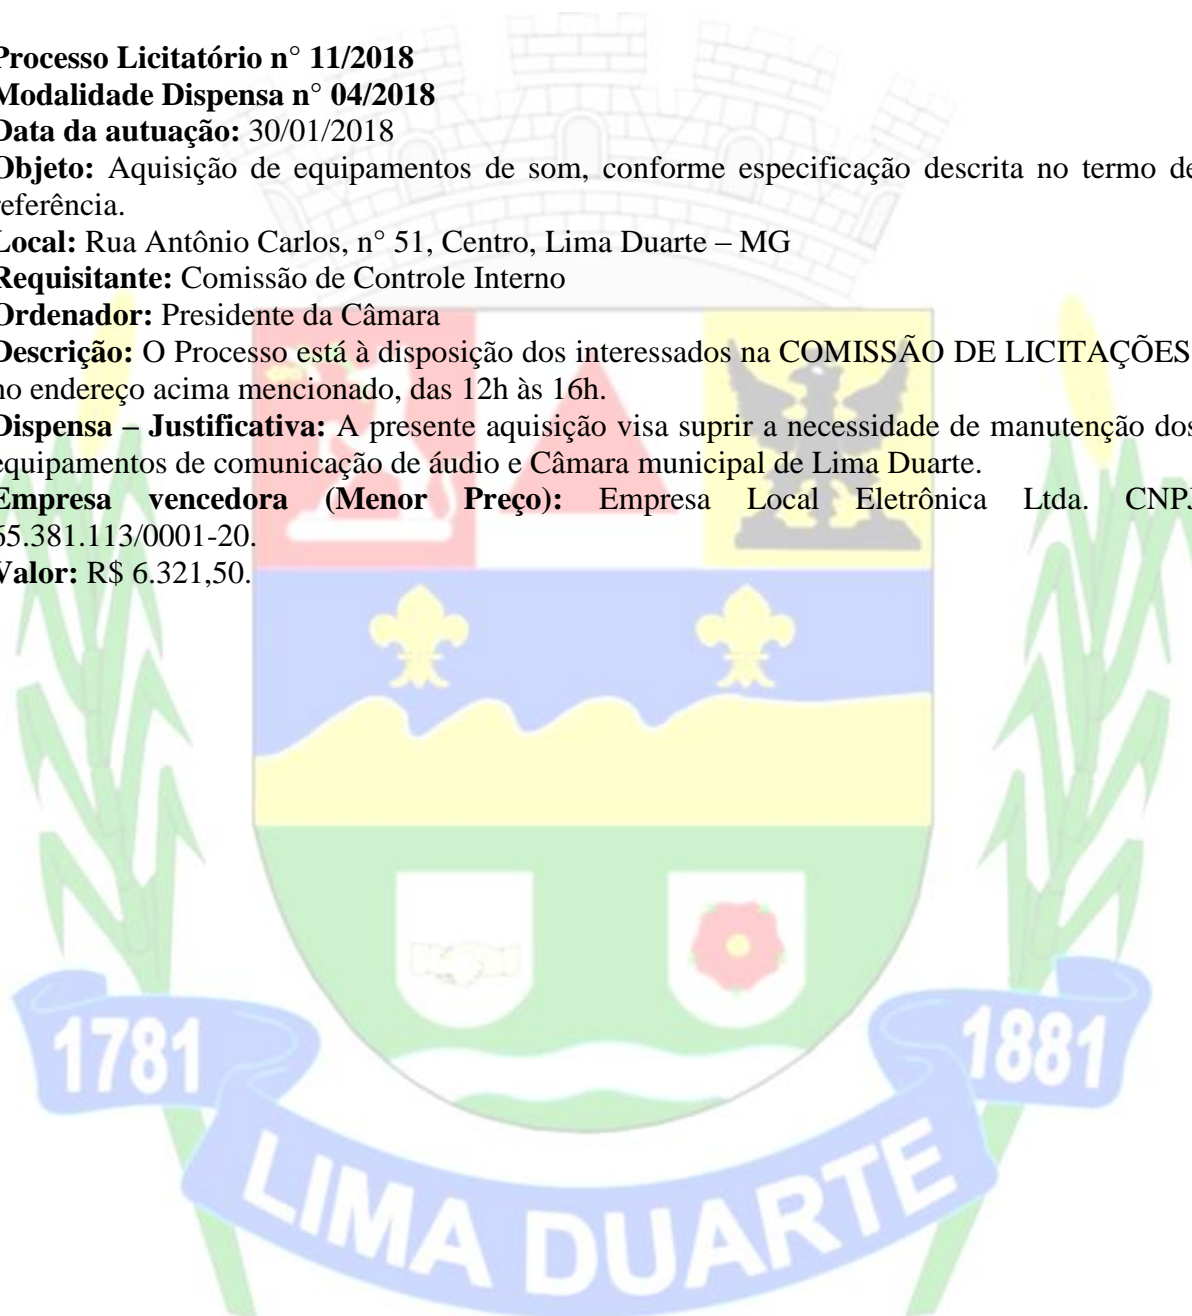 Processo Licitatório n° 11/2018
Modalidade Dispensa n° 04/2018
Data da autuação: 30/01/2018
Objeto: Aquisição de equipamentos de som, conforme especificação descrita no termo de
referência.
Local: Rua Antônio Carlos, n° 51, Centro, Lima Duarte – MG
Requisitante: Comissão de Controle Interno
Ordenador: Presidente da Câmara
Descrição: O Processo está à disposição dos interessados na COMISSÃO DE LICITAÇÕES
no endereço acima mencionado, das 12h às 16h.
Dispensa – Justificativa: A presente aquisição visa suprir a necessidade de manutenção dos
equipamentos de comunicação de áudio e Câmara municipal de Lima Duarte.
Empresa vencedora (Menor Preço): Empresa Local Eletrônica Ltda. CNPJ
65.381.113/0001-20.
Valor: R$ 6.321,50.
1781
1881
LIMA DUARTE